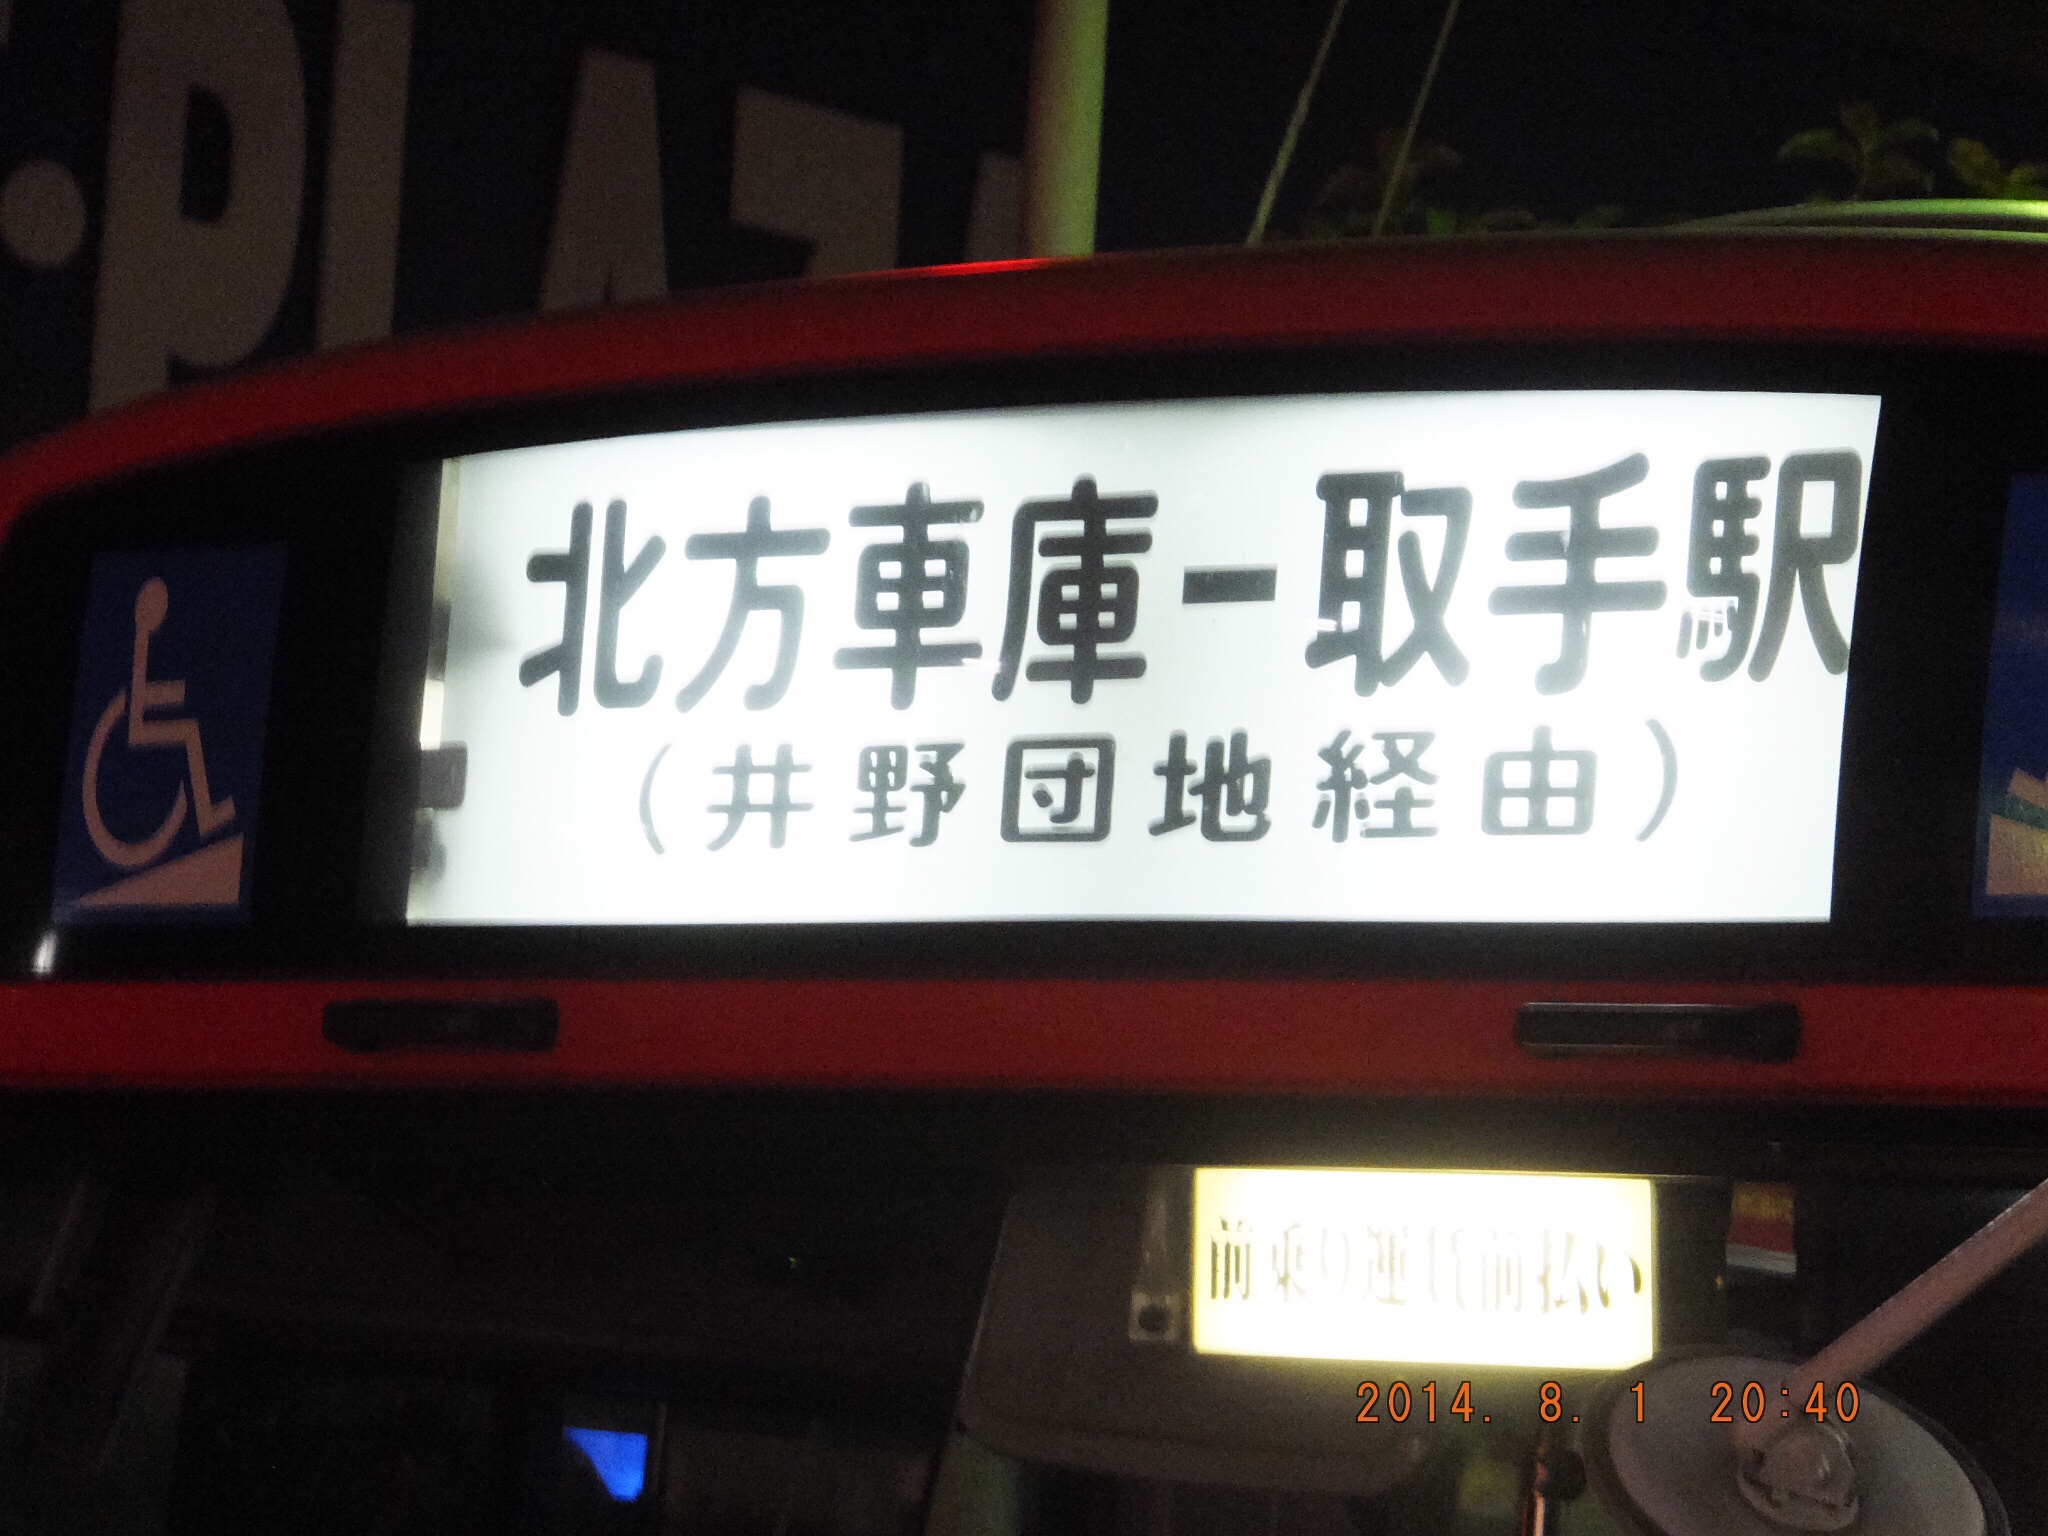 PLAZA
北方車庫－取手駅
（井野団地経由）
前乗り運賃前払い
2014. 8. 1 20:40